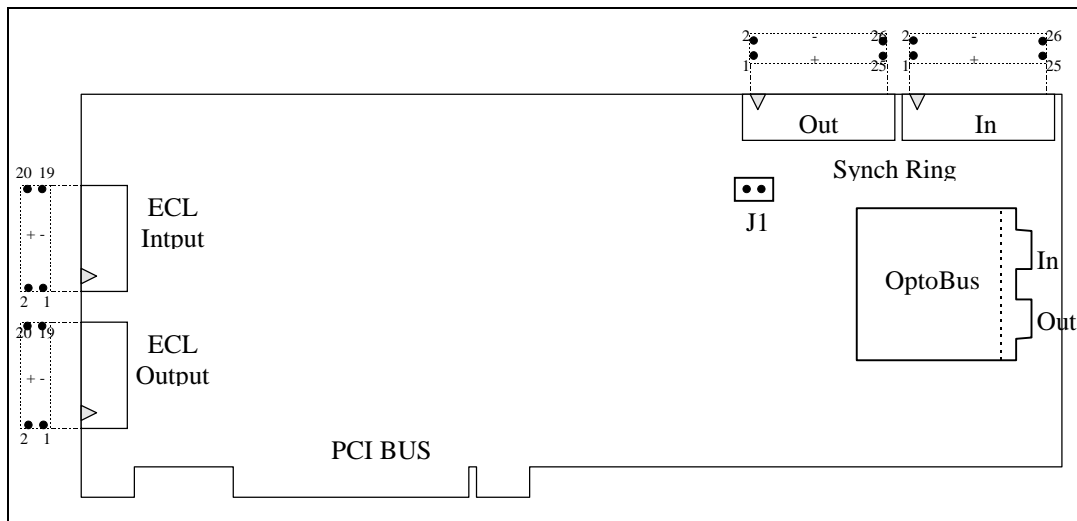 2 - 26 2 - 26
1 + 25 1 + 25
Out In
Synch Ring
20 19
ECL
Intput
+ -
J1
2 1
In
OptoBus
Out
20 19
ECL
Output
+ -
2 1
PCI BUS